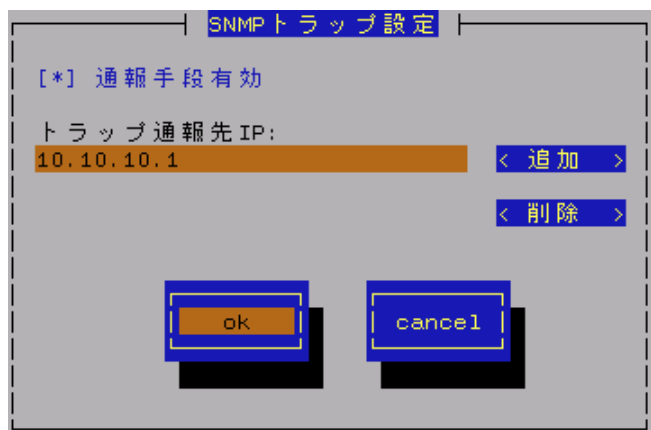 SNMPトラップ設定
[*] 通報手段有効
トラップ通報先IP:
10.10.10.1
< 追加 >
< 削除 >
ok
cancel